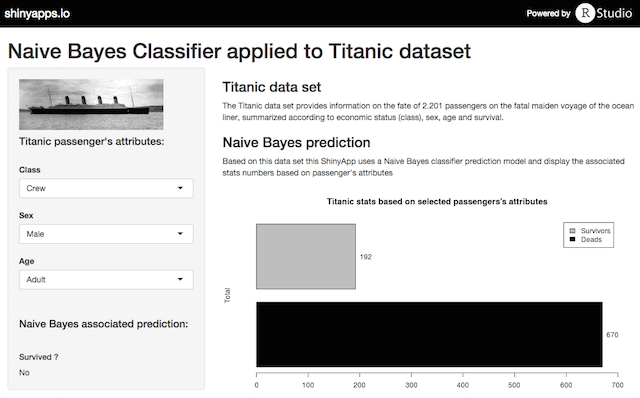 shinyapps.io
Powered by R Studio
Naive Bayes Classifier applied to Titanic dataset
Titanic passenger's attributes:
Class
Crew
Sex
Male
Age
Adult
Naive Bayes associated prediction:
Survived ?
No
Titanic data set
The Titanic data set provides information on the fate of 2.201 passengers on the fatal maiden voyage of the ocean
liner, summarized according to economic status (class), sex, age and survival.
Naive Bayes prediction
Based on this data set this ShinyApp uses a Naive Bayes classifier prediction model and display the associated
stats numbers based on passenger's attributes
Titanic stats based on selected passengers's attributes
Survivors
Deads
192
Total
670
0 100 200 300 400 500 600 700